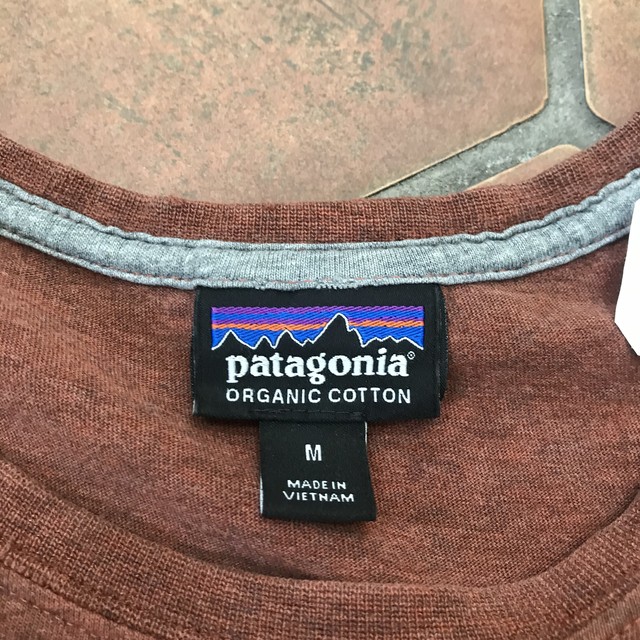 patagonia®
ORGANIC COTTON
M
MADE IN
VIETNAM